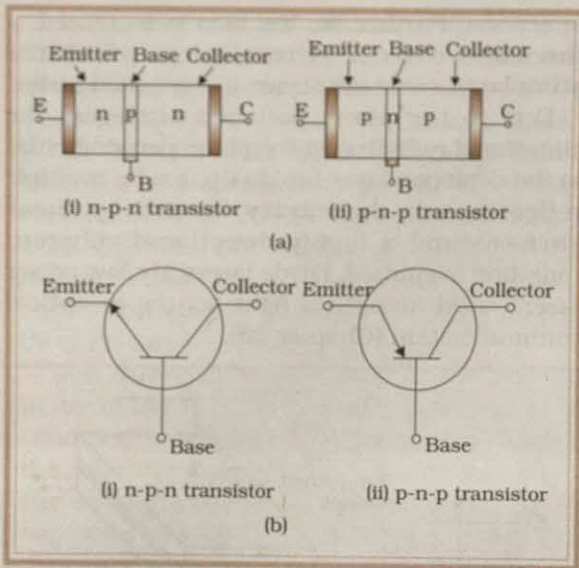 Emitter Base Collector
Emitter Base Collector
E n p n C
E p n p C
B
B
(i) n-p-n transistor
(ii) p-n-p transistor
(a)
Emitter Collector
Emitter Collector
Base
Base
(i) n-p-n transistor
(ii) p-n-p transistor
(b)